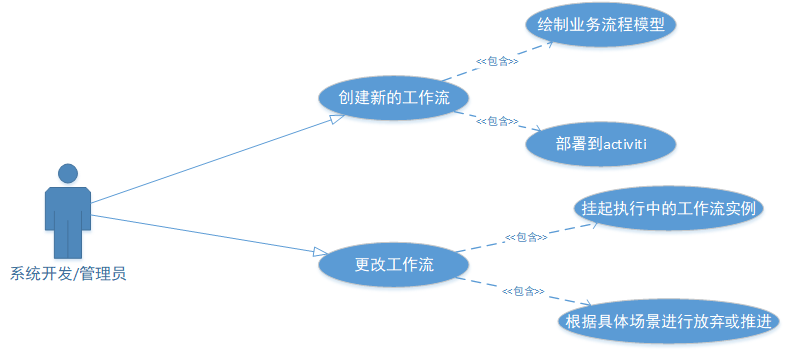 绘制业务流程模型
<<包含>>
创建新的工作流
<<包含>>
部署到activiti
挂起执行中的工作流实例
<<包含>>
更改工作流
系统开发/管理员
<<包含>>
根据具体场景进行放弃或推进